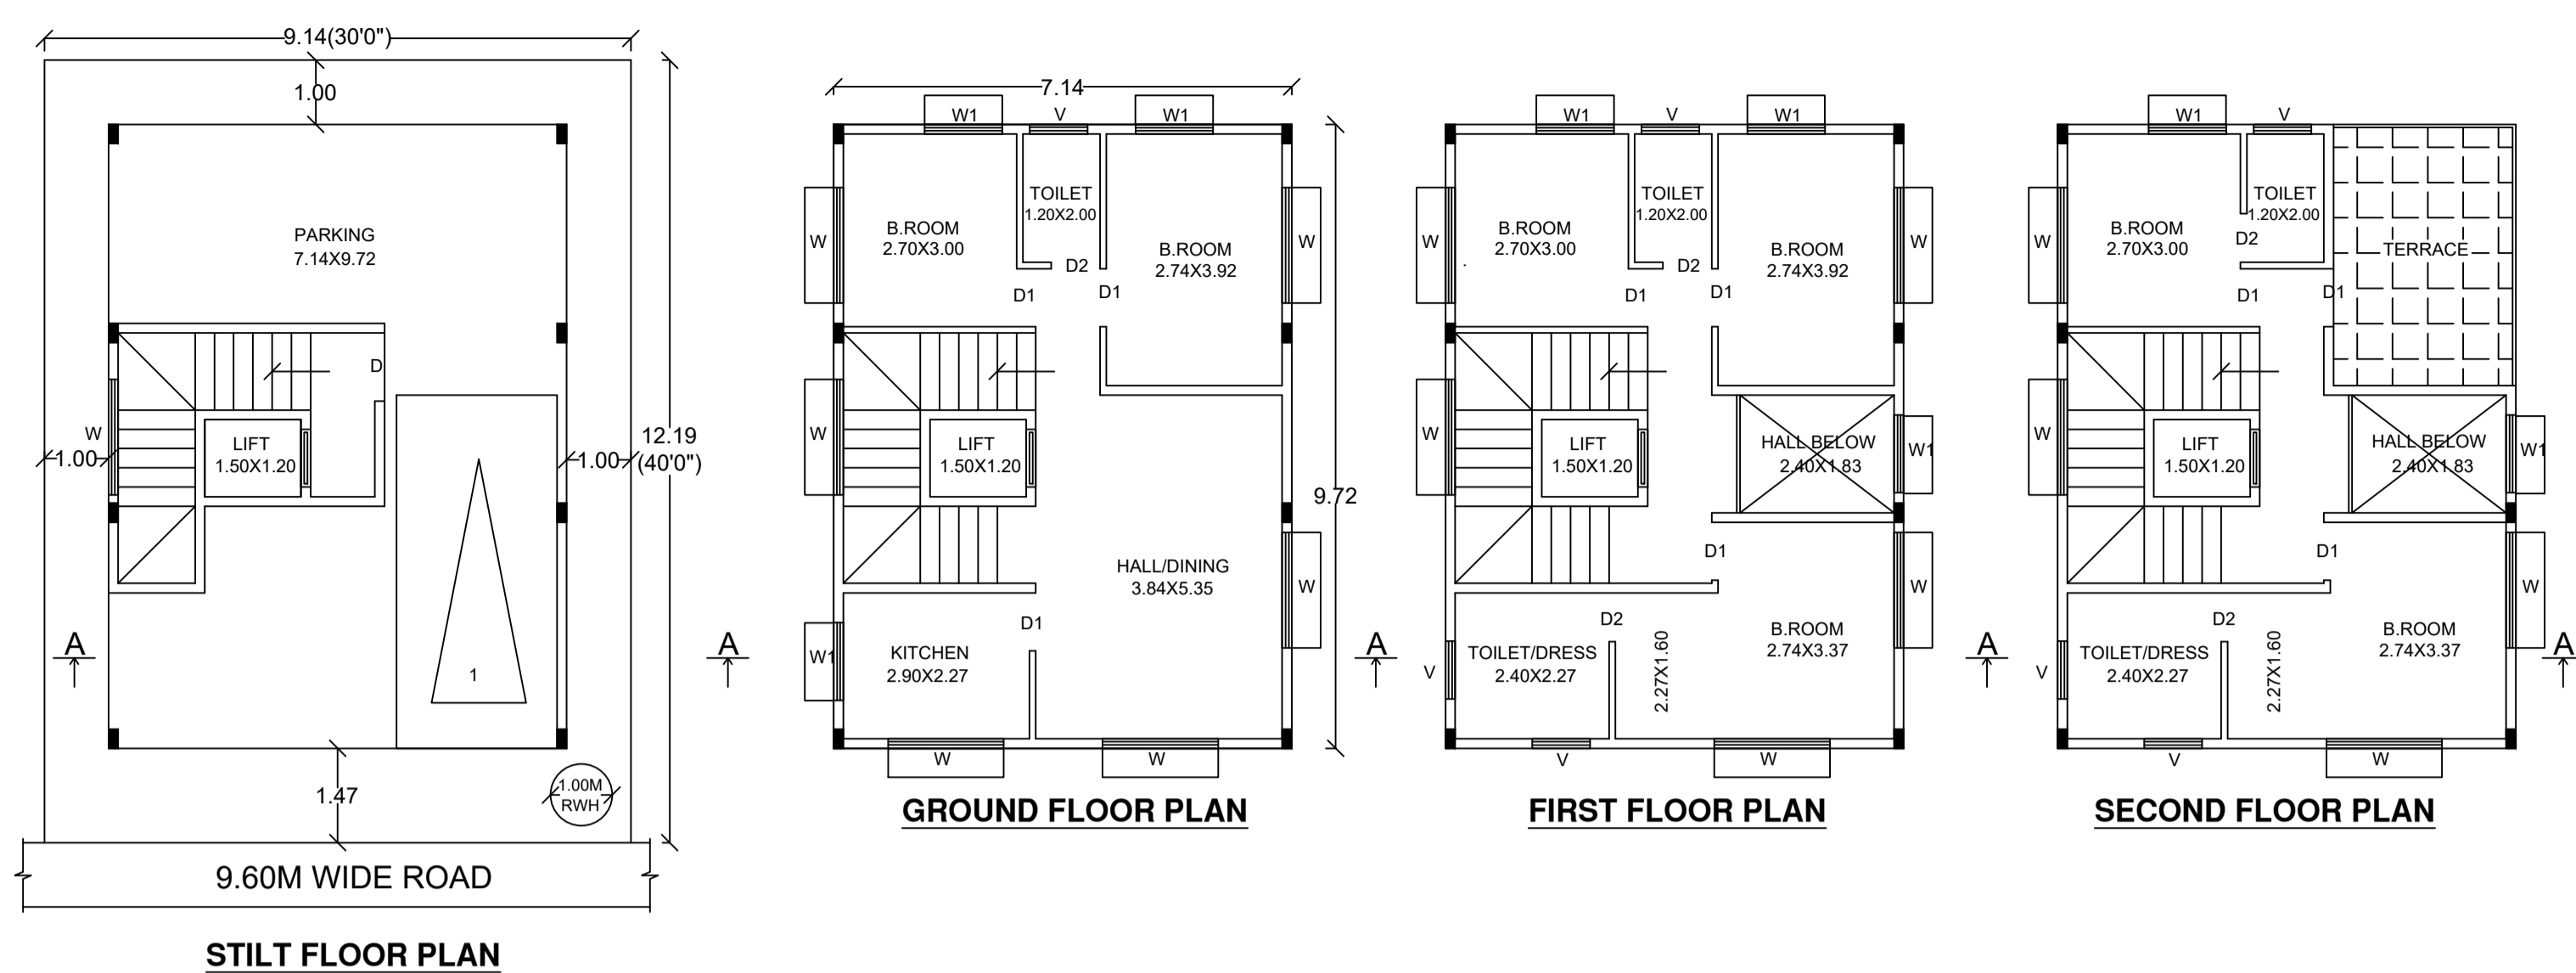 9.14(30'0")
1.00
PARKING
7.14X9.72
D
W
LIFT
1.50X1.20
1.00
1.00
12.19
(40'0")
A
A
1
1.47
1.00M
RWH
9.60M WIDE ROAD
STILT FLOOR PLAN
7.14
W1
V
W1
W
B.ROOM
2.70X3.00
TOILET
1.20X2.00
B.ROOM
2.74X3.92
W
D2
D1
D1
W
LIFT
1.50X1.20
9.72
HALL/DINING
3.84X5.35
W
D1
W1
KITCHEN
2.90X2.27
W
W
GROUND FLOOR PLAN
A
W1
V
W1
W
B.ROOM
2.70X3.00
TOILET
1.20X2.00
B.ROOM
2.74X3.92
W
D2
D1
D1
W
LIFT
1.50X1.20
HALL BELOW
2.40X1.83
W1
D1
W
D2
TOILET/DRESS
2.40X2.27
2.27X1.60
B.ROOM
2.74X3.37
V
V
W
FIRST FLOOR PLAN
A
W1
V
W
B.ROOM
2.70X3.00
TOILET
1.20X2.00
D2
TERRACE
D1
D1
W
LIFT
1.50X1.20
HALL BELOW
2.40X1.83
W1
D1
W
D2
TOILET/DRESS
2.40X2.27
2.27X1.60
B.ROOM
2.74X3.37
V
V
W
A
SECOND FLOOR PLAN